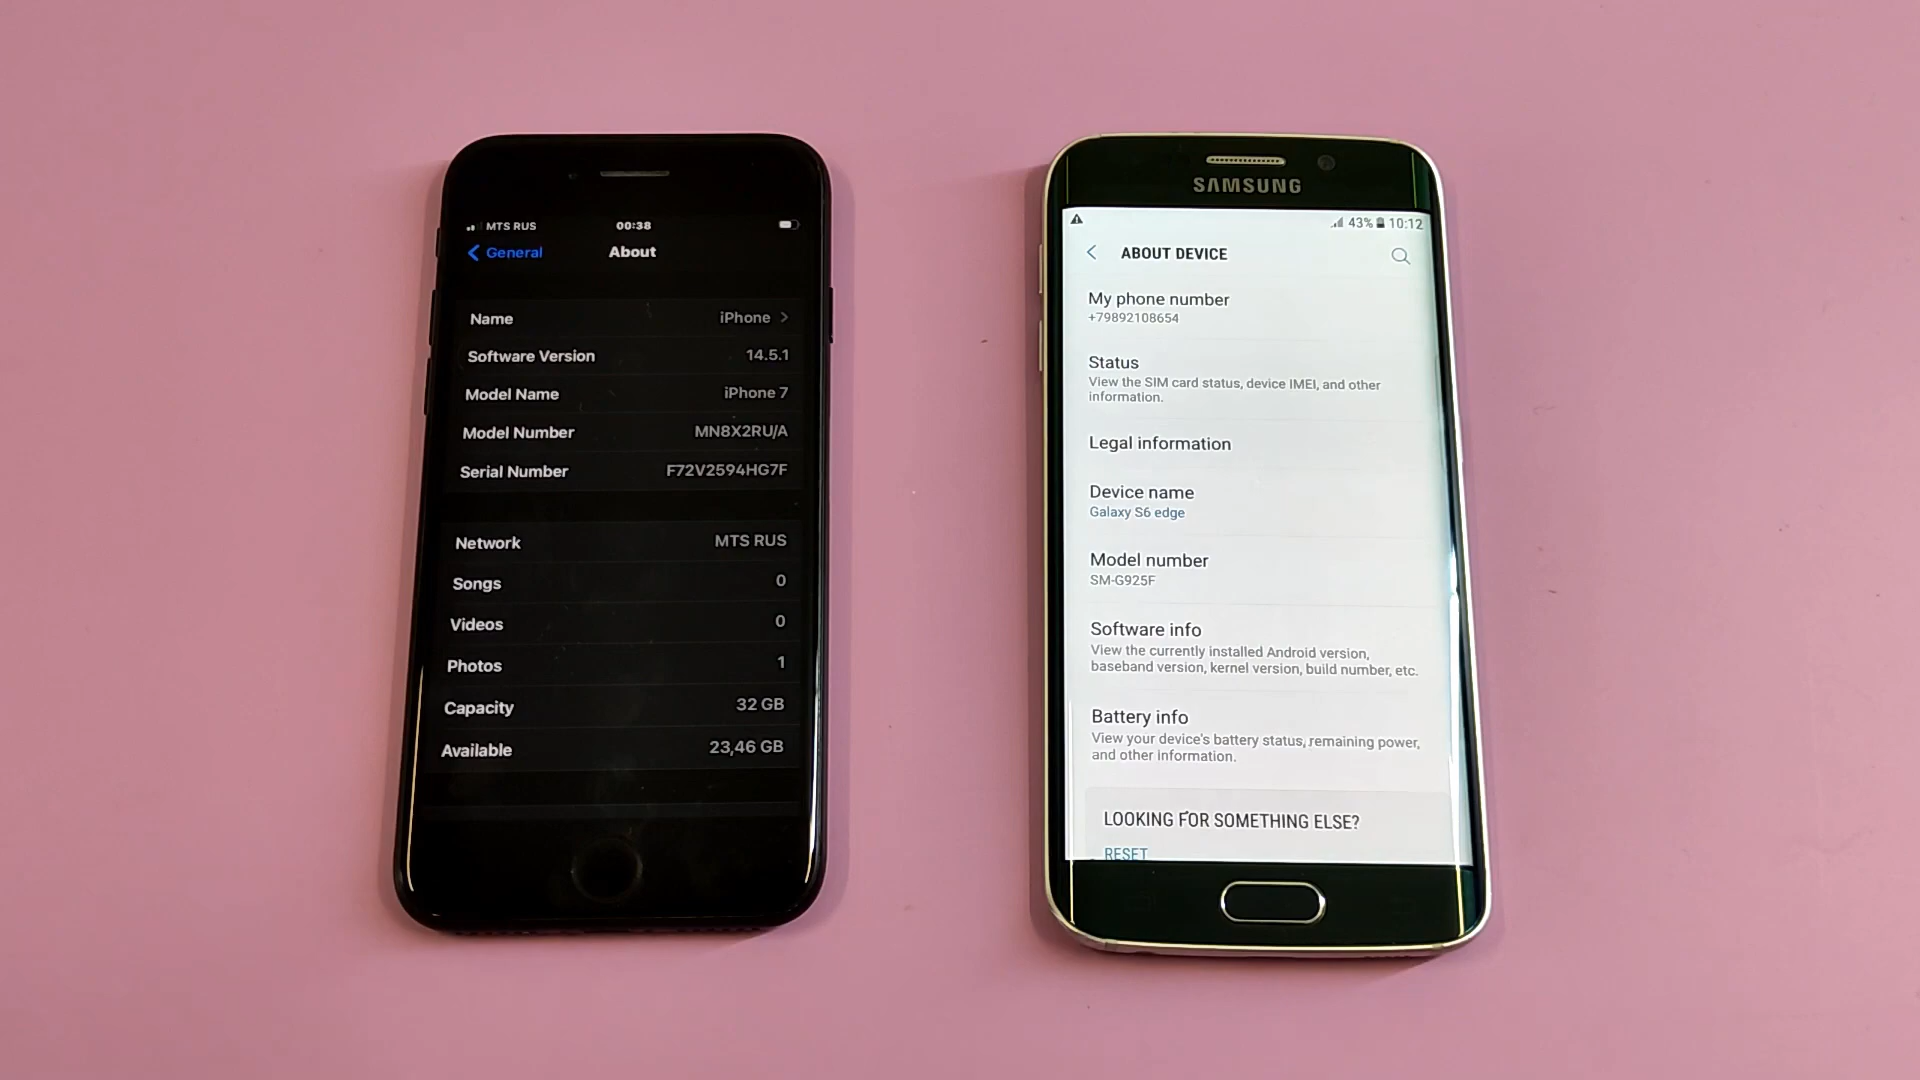 MTS RUS 00:38
General About
Name iPhone
Software Version 14.5.1
Model Name iPhone 7
Model Number MN8X2RU/A
Serial Number F72V2594HG7F
Network MTS RUS
Songs 0
Videos 0
Photos 1
Capacity 32 GB
Available 23,46 GB
SAMSUNG
43% 10:12
ABOUT DEVICE
My phone number
+79892108654
Status
View the SIM card status, device IMEI, and other
information.
Legal information
Device name
Galaxy S6 edge
Model number
SM-G925F
Software info
View the currently installed Android version,
baseband version, kernel version, build number, etc.
Battery info
View your device's battery status, remaining power,
and other information.
LOOKING FOR SOMETHING ELSE?
RESET